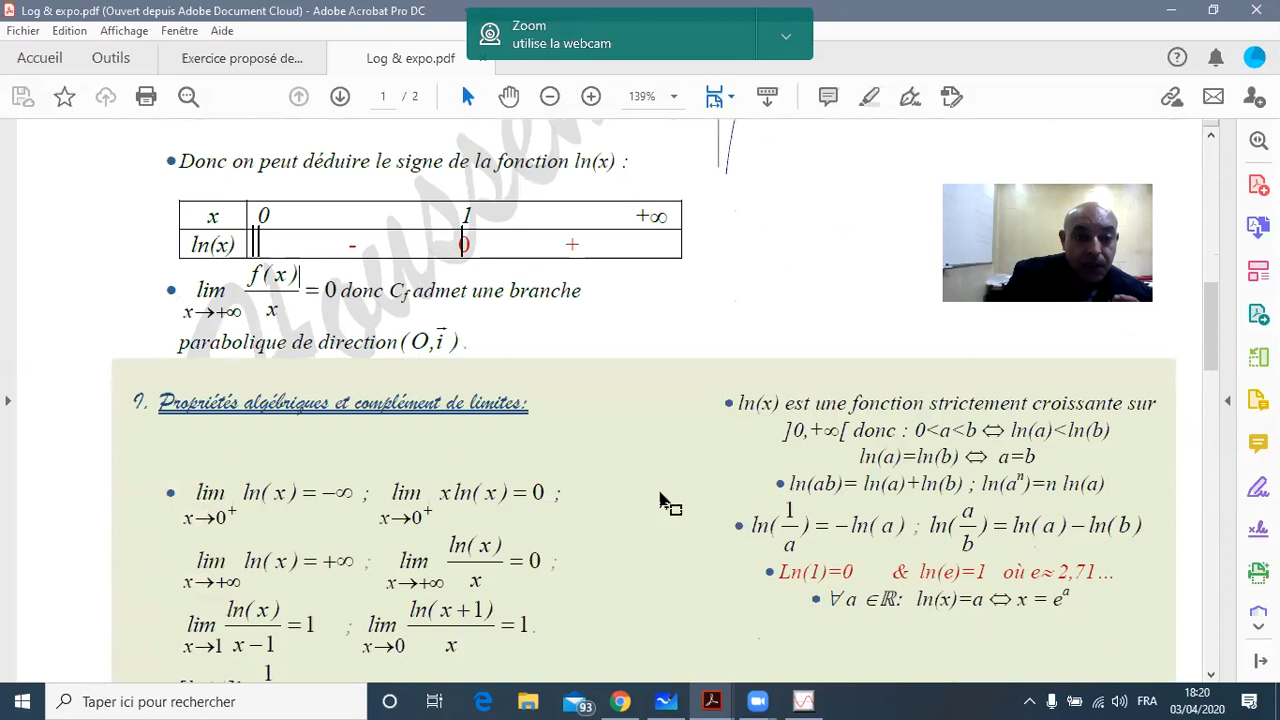 Log & expo.pdf (Ouvert depuis Adobe Document Cloud) - Adobe Acrobat Pro DC
Zoom
utilise la webcam
Fichier Edition Affichage Fenêtre Aide
Accueil Outils Exercice proposé de... Log & expo.pdf
1 / 2 139%
Donc on peut déduire le signe de la fonction ln(x) :
x 0 1 +∞
ln(x) - 0 +
lim x→+∞ f(x)/x = 0 donc Cf admet une branche
parabolique de direction (O,i⃗ ) .
I. Propriétés algébriques et complément de limites:
lim x→0⁺ ln( x ) = −∞ ; lim x→0⁺ x ln( x ) = 0 ;
lim x→+∞ ln( x ) = +∞ ; lim x→+∞ ln( x )/x = 0 ;
lim x→1 ln( x )/(x−1) = 1 ; lim x→0 ln( x+1)/x = 1 .
1
ln(x) est une fonction strictement croissante sur
]0,+∞[ donc : 0<a<b ⇔ ln(a)<ln(b)
ln(a)=ln(b) ⇔ a=b
ln(ab)= ln(a)+ln(b) ; ln(aⁿ)=n ln(a)
ln(1/a) = −ln( a ) ; ln(a/b) = ln( a ) − ln( b )
Ln(1)=0 & ln(e)=1 où e≈ 2,71…
∀ a ∈ℝ: ln(x)=a ⇔ x = eᵃ
Taper ici pour rechercher
93
FRA
18:20
03/04/2020